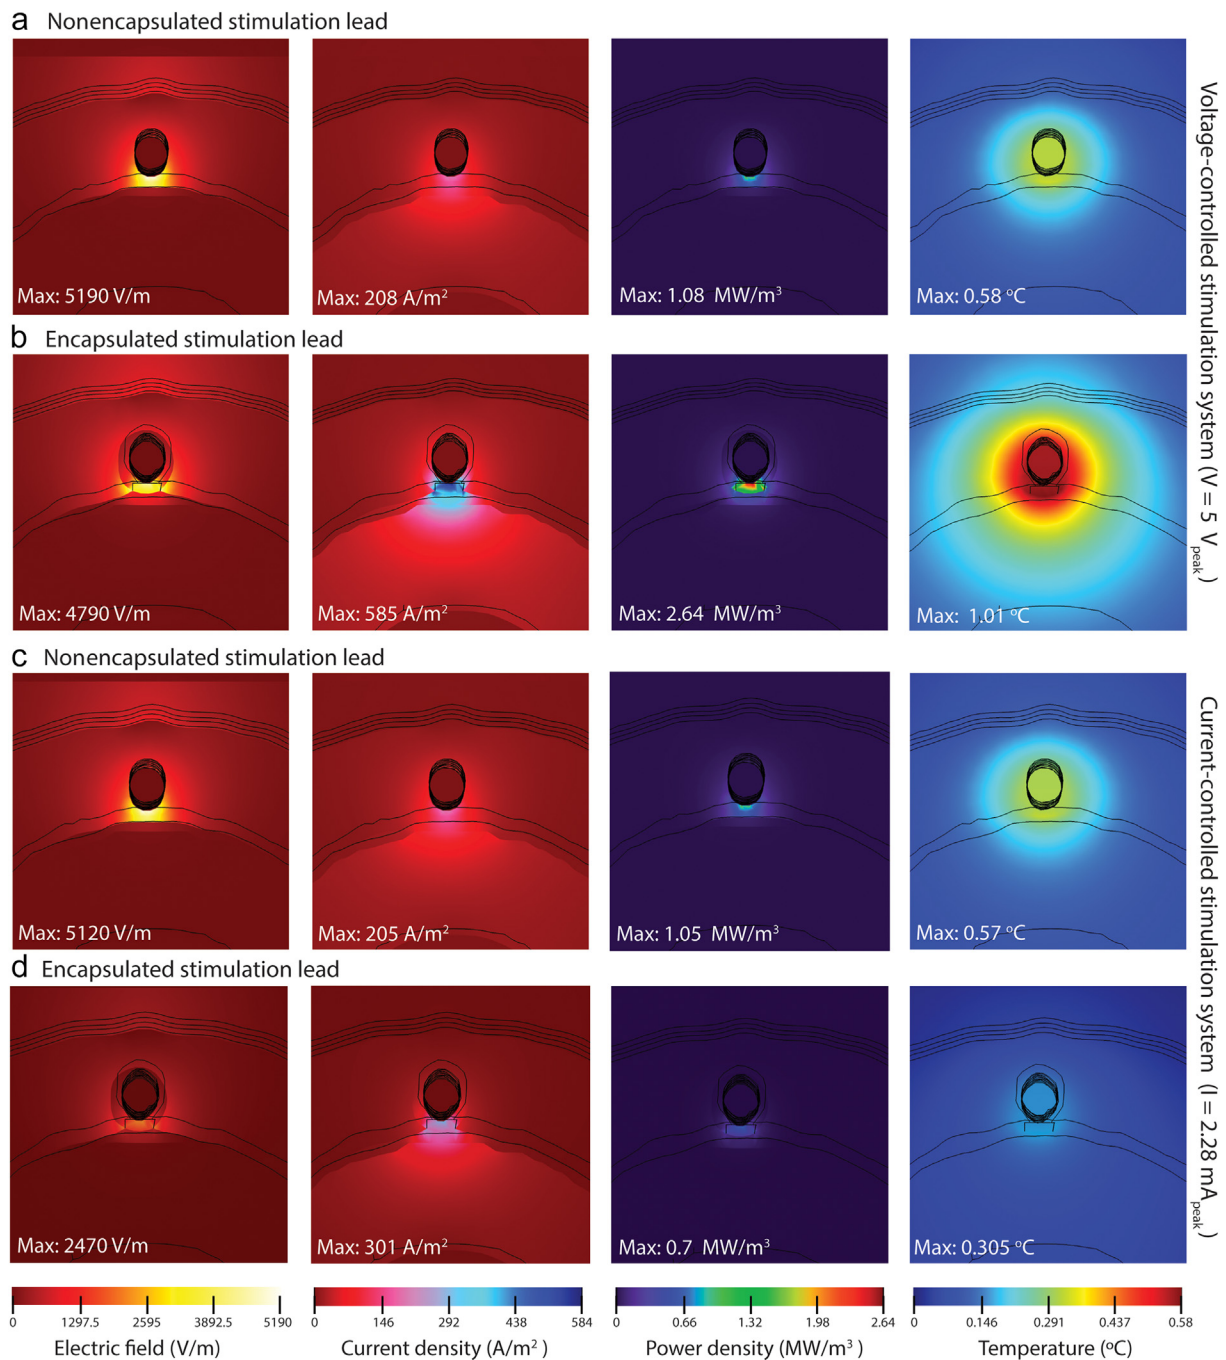 a Nonencapsulated stimulation lead
Max: 5190 V/m
Max: 208 A/m²
Max: 1.08 MW/m³
Max: 0.58 °C
b Encapsulated stimulation lead
Max: 4790 V/m
Max: 585 A/m²
Max: 2.64 MW/m³
Max: 1.01 °C
Voltage-controlled stimulation system (V = 5 Vpeak)
c Nonencapsulated stimulation lead
Max: 5120 V/m
Max: 205 A/m²
Max: 1.05 MW/m³
Max: 0.57 °C
d Encapsulated stimulation lead
Max: 2470 V/m
Max: 301 A/m²
Max: 0.7 MW/m³
Max: 0.305 °C
Current-controlled stimulation system (I = 2.28 mApeak)
0 1297.5 2595 3892.5 5190
Electric field (V/m)
0 146 292 438 584
Current density (A/m²)
0 0.66 1.32 1.98 2.64
Power density (MW/m³)
0 0.146 0.291 0.437 0.58
Temperature (°C)